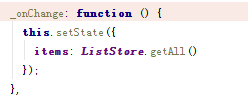 _onChange: function () {
this.setState({
items: ListStore.getAll()
});
},